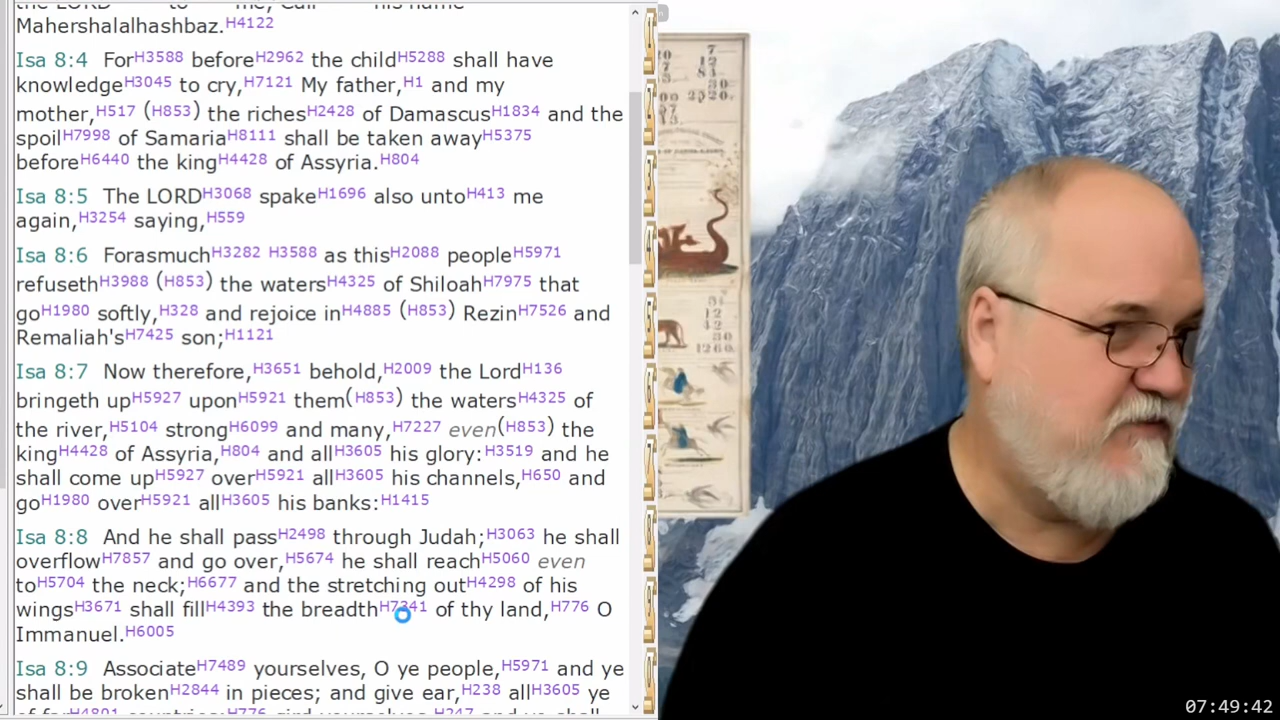 Mahershalalhashbaz.H4122
Isa 8:4 ForH3588 beforeH2962 the childH5288 shall have
knowledgeH3045 to cry,H7121 My father,H1 and my
mother,H517 (H853) the richesH2428 of DamascusH1834 and the
spoilH7998 of SamariaH8111 shall be taken awayH5375
beforeH6440 the kingH4428 of Assyria.H804
Isa 8:5 The LORDH3068 spakeH1696 also untoH413 me
again,H3254 saying,H559
Isa 8:6 ForasmuchH3282 H3588 as thisH2088 peopleH5971
refusethH3988 (H853) the watersH4325 of ShiloahH7975 that
goH1980 softly,H328 and rejoice inH4885 (H853) RezinH7526 and
Remaliah'sH7425 son;H1121
Isa 8:7 Now therefore,H3651 behold,H2009 the LordH136
bringeth upH5927 uponH5921 them(H853) the watersH4325 of
the river,H5104 strongH6099 and many,H7227 even(H853) the
kingH4428 of Assyria,H804 and allH3605 his glory:H3519 and he
shall come upH5927 overH5921 allH3605 his channels,H650 and
goH1980 overH5921 allH3605 his banks:H1415
Isa 8:8 And he shall passH2498 through Judah;H3063 he shall
overflowH7857 and go over,H5674 he shall reachH5060 even
toH5704 the neck;H6677 and the stretching outH4298 of his
wingsH3671 shall fillH4393 the breadthH7341 of thy land,H776 O
Immanuel.H6005
Isa 8:9 AssociateH7489 yourselves, O ye people,H5971 and ye
shall be brokenH2844 in pieces; and give ear,H238 allH3605 ye
7
12
30
2520.
12
42
30
1260.
07:49:42